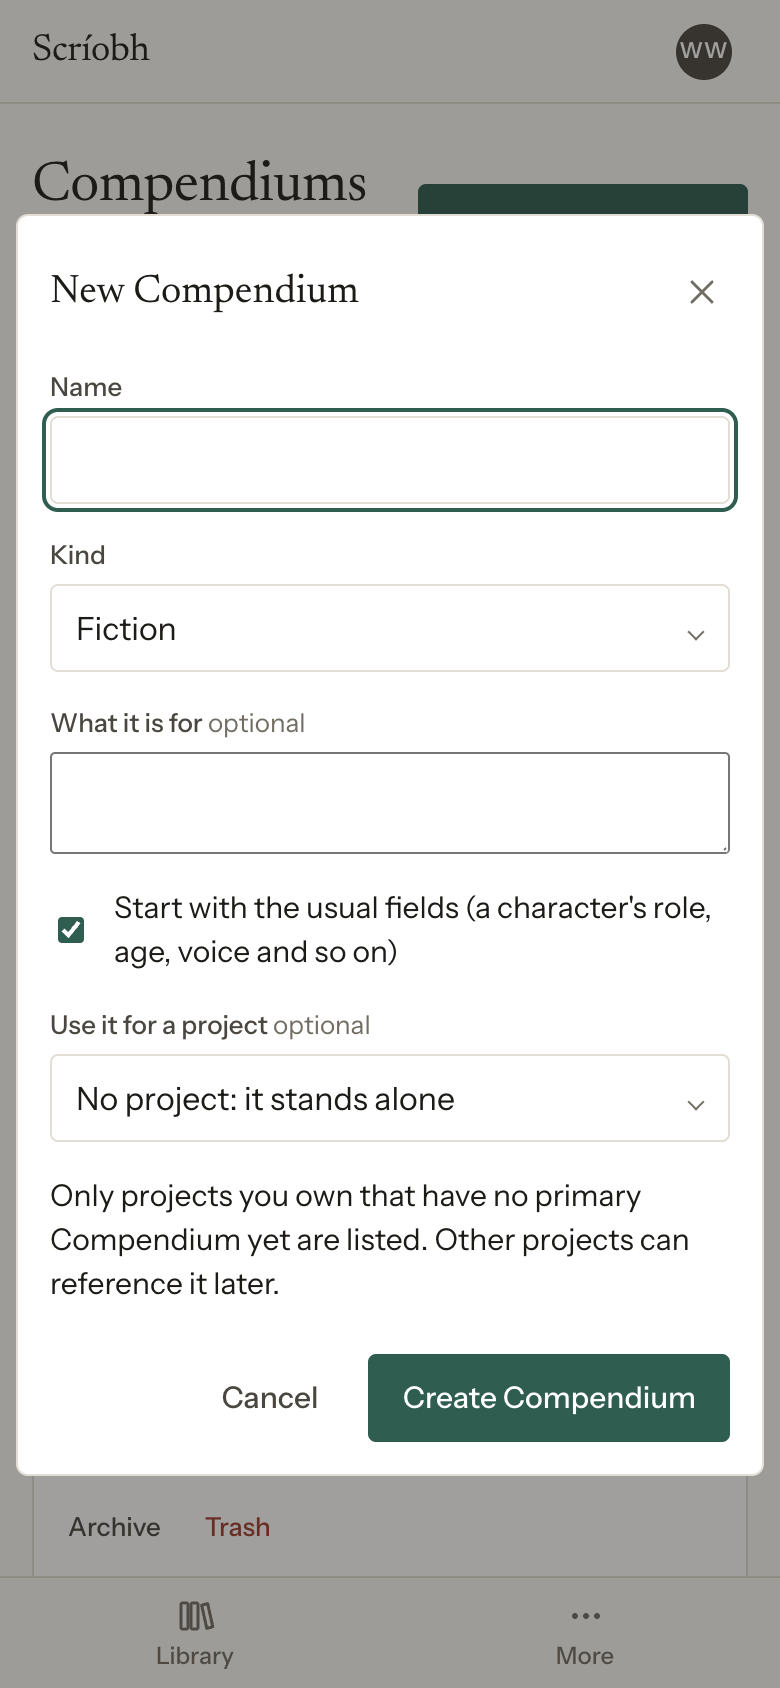 Scríobh
WW
Compendiums
New Compendium
Name
Kind
Fiction
What it is for optional
Start with the usual fields (a character's role,
age, voice and so on)
Use it for a project optional
No project: it stands alone
Only projects you own that have no primary
Compendium yet are listed. Other projects can
reference it later.
Cancel
Create Compendium
Archive
Trash
Library
More